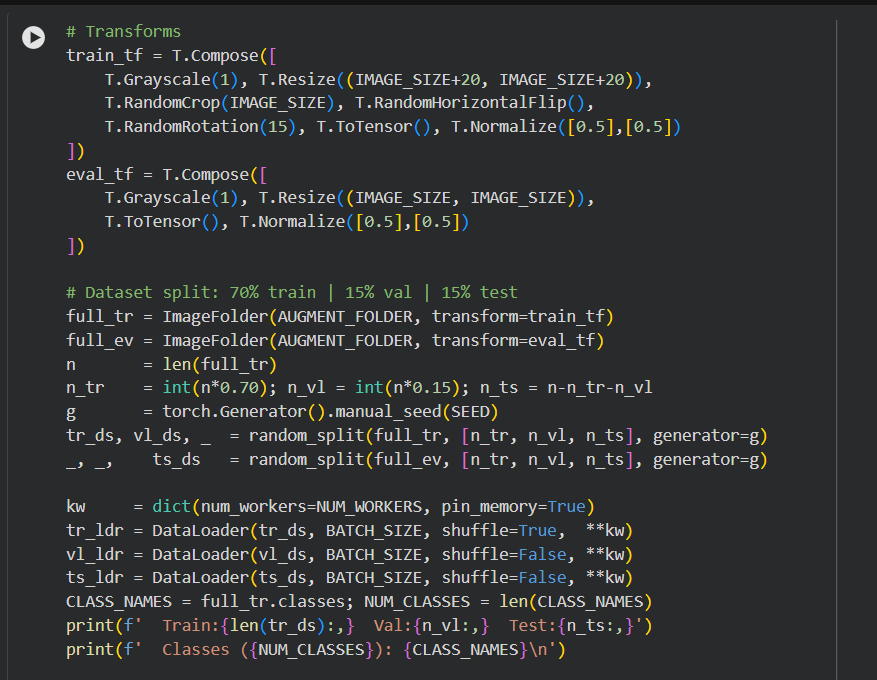 # Transforms
train_tf = T.Compose([
    T.Grayscale(1), T.Resize((IMAGE_SIZE+20, IMAGE_SIZE+20)),
    T.RandomCrop(IMAGE_SIZE), T.RandomHorizontalFlip(),
    T.RandomRotation(15), T.ToTensor(), T.Normalize([0.5],[0.5])
])
eval_tf = T.Compose([
    T.Grayscale(1), T.Resize((IMAGE_SIZE, IMAGE_SIZE)),
    T.ToTensor(), T.Normalize([0.5],[0.5])
])

# Dataset split: 70% train | 15% val | 15% test
full_tr = ImageFolder(AUGMENT_FOLDER, transform=train_tf)
full_ev = ImageFolder(AUGMENT_FOLDER, transform=eval_tf)
n       = len(full_tr)
n_tr    = int(n*0.70); n_vl = int(n*0.15); n_ts = n-n_tr-n_vl
g       = torch.Generator().manual_seed(SEED)
tr_ds, vl_ds, _  = random_split(full_tr, [n_tr, n_vl, n_ts], generator=g)
_, _,    ts_ds   = random_split(full_ev, [n_tr, n_vl, n_ts], generator=g)

kw     = dict(num_workers=NUM_WORKERS, pin_memory=True)
tr_ldr = DataLoader(tr_ds, BATCH_SIZE, shuffle=True,  **kw)
vl_ldr = DataLoader(vl_ds, BATCH_SIZE, shuffle=False, **kw)
ts_ldr = DataLoader(ts_ds, BATCH_SIZE, shuffle=False, **kw)
CLASS_NAMES = full_tr.classes; NUM_CLASSES = len(CLASS_NAMES)
print(f'  Train:{len(tr_ds):,}  Val:{n_vl:,}  Test:{n_ts:,}')
print(f'  Classes ({NUM_CLASSES}): {CLASS_NAMES}\n')